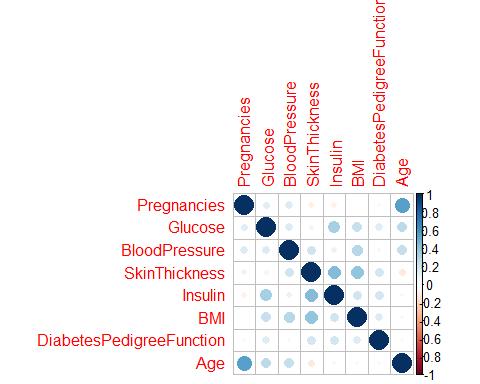 Pregnancies
Glucose
BloodPressure
SkinThickness
Insulin
BMI
DiabetesPedigreeFunction
Age
Pregnancies
Glucose
BloodPressure
SkinThickness
Insulin
BMI
DiabetesPedigreeFunction
Age
1
0.8
0.6
0.4
0.2
0
-0.2
-0.4
-0.6
-0.8
-1